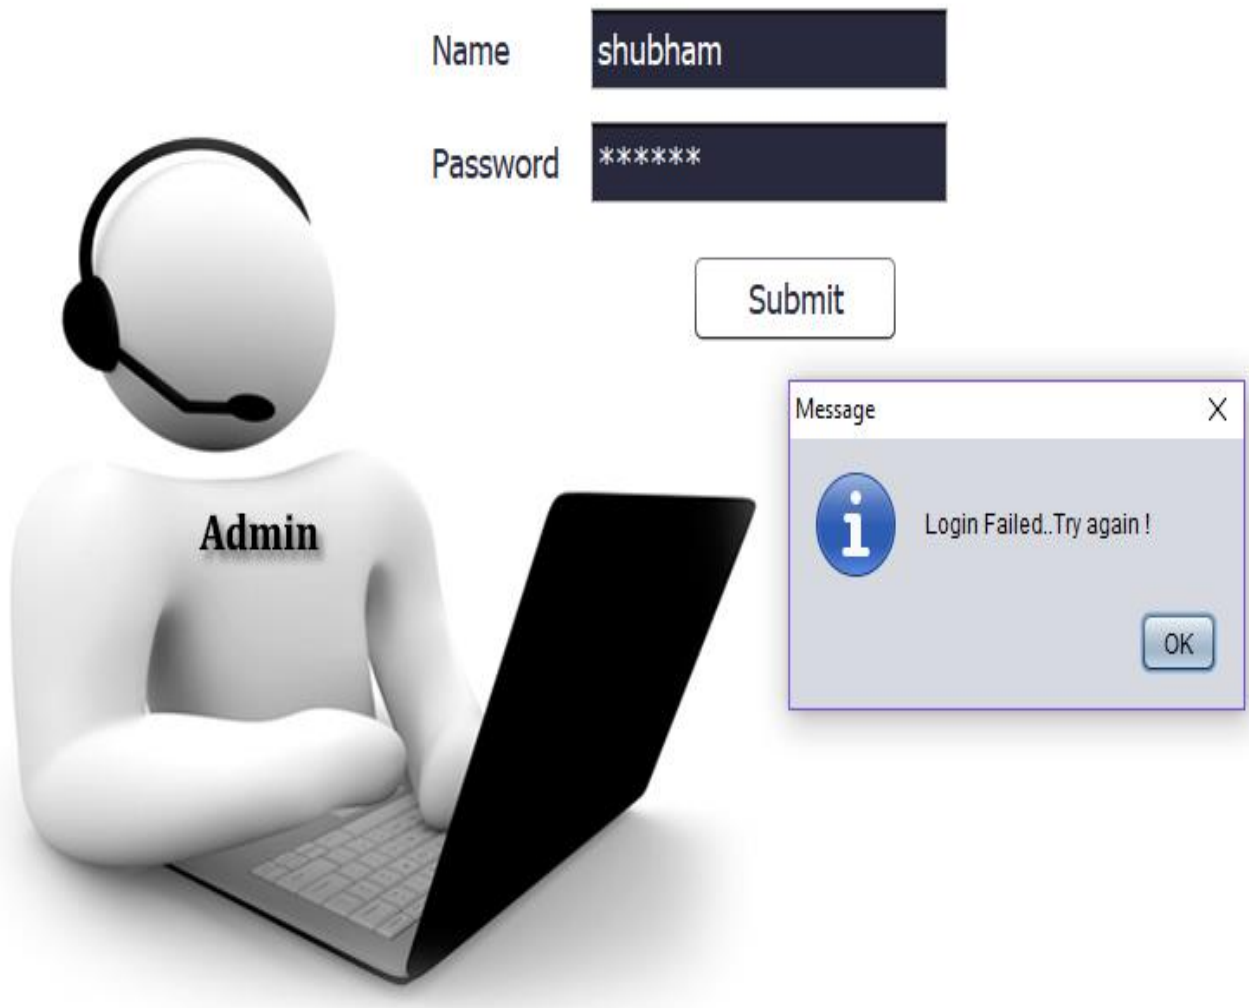 Name
shubham
Password
******
Submit
Message
X
Login Failed..Try again !
OK
Admin